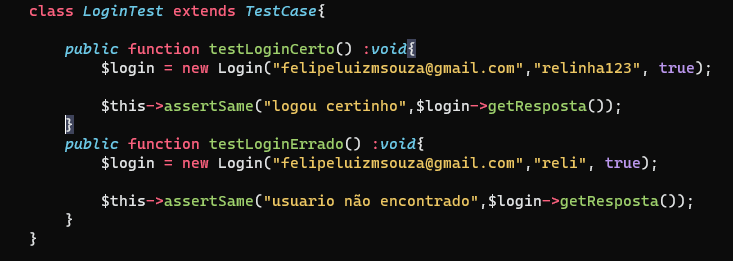 class LoginTest extends TestCase{
public function testLoginCerto() :void{
$login = new Login("felipeluizmsouza@gmail.com","relinha123", true);
$this->assertSame("logou certinho",$login->getResposta());
}
public function testLoginErrado() :void{
$login = new Login("felipeluizmsouza@gmail.com","reli", true);
$this->assertSame("usuario não encontrado",$login->getResposta());
}
}